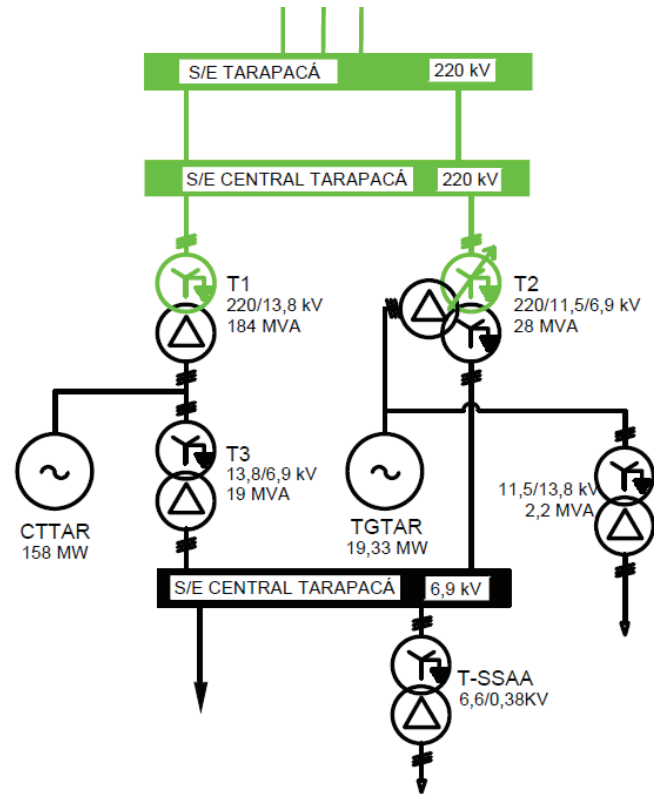 S/E TARAPACÁ 220 kV
S/E CENTRAL TARAPACÁ 220 kV
T1
220/13,8 kV
184 MVA
T2
220/11,5/6,9 kV
28 MVA
T3
13,8/6,9 kV
19 MVA
CTTAR
158 MW
TGTAR
19,33 MW
11,5/13,8 kV
2,2 MVA
S/E CENTRAL TARAPACÁ 6,9 kV
T-SSAA
6,6/0,38KV